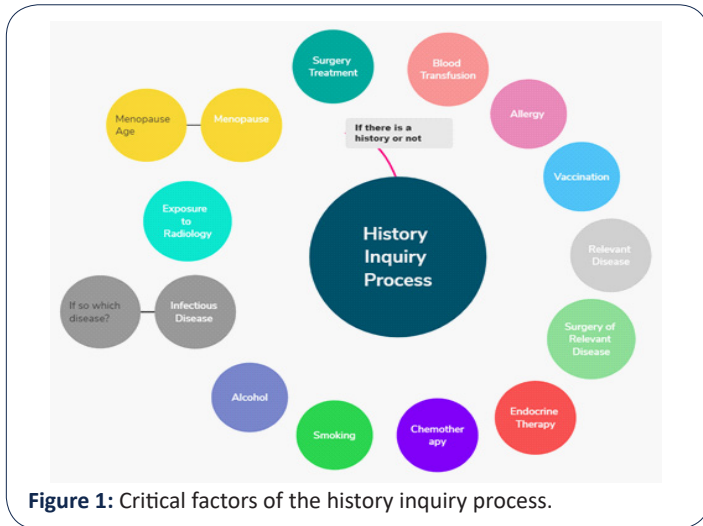 Surgery
Treatment
Blood
Transfusion
Allergy
Vaccination
Relevant
Disease
Surgery of
Relevant
Disease
Endocrine
Therapy
Chemother
apy
Smoking
Alcohol
Infectious
Disease
If so which
disease?
Exposure
to
Radiology
Menopause
Menopause
Age
If there is a
history or not
History
Inquiry
Process
Figure 1: Critical factors of the history inquiry process.